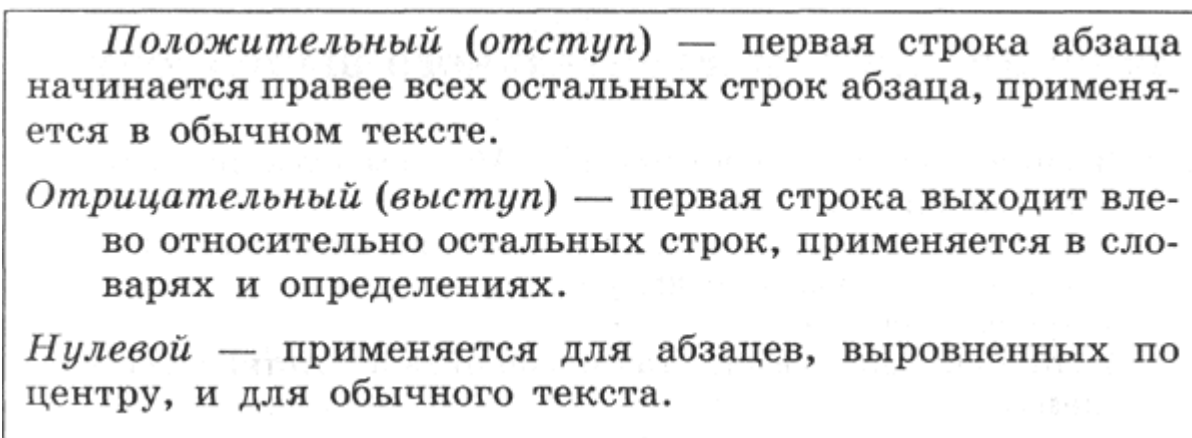 Положительный (отступ) — первая строка абзаца
начинается правее всех остальных строк абзаца, применя-
ется в обычном тексте.
Отрицательный (выступ) — первая строка выходит вле-
во относительно остальных строк, применяется в сло-
варях и определениях.
Нулевой — применяется для абзацев, выровненных по
центру, и для обычного текста.